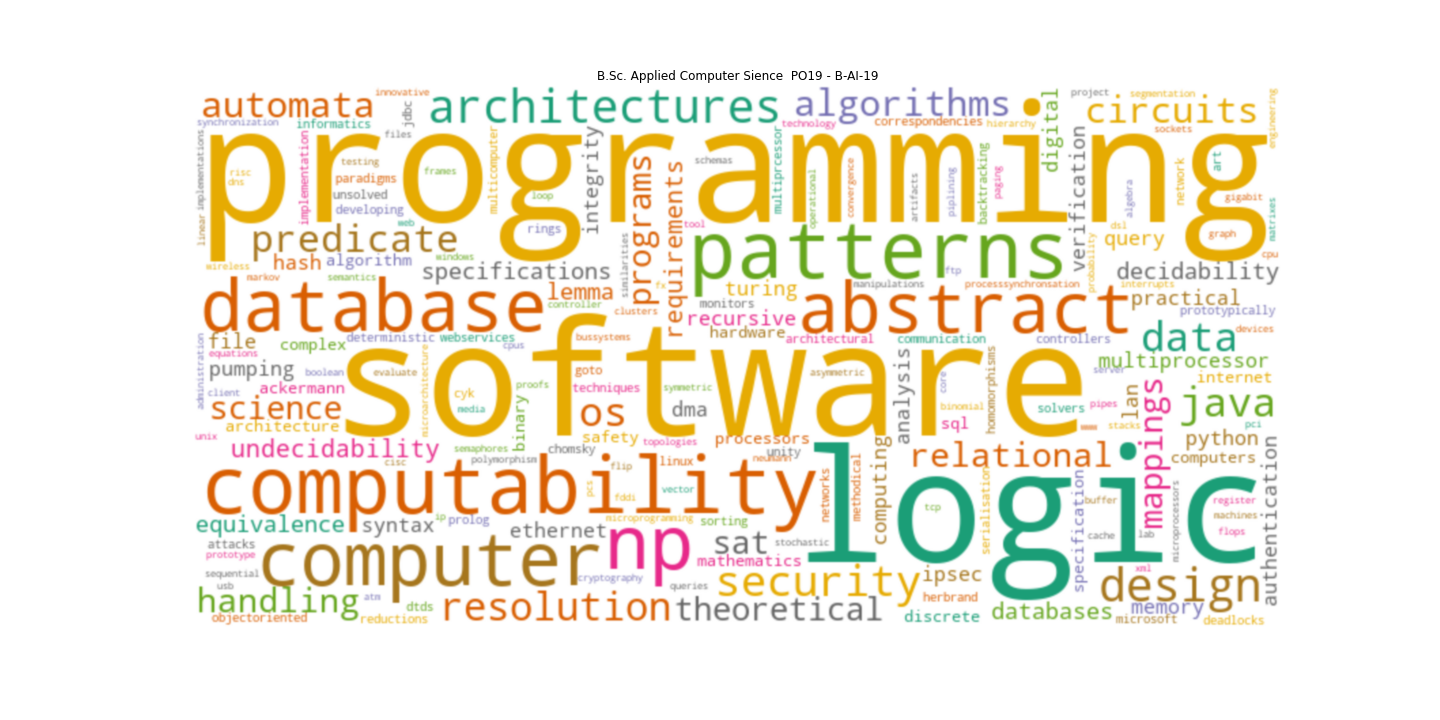 B.Sc. Applied Computer Sience PO19 - B-AI-19
automata
innovative
jdbc
architectures
algorithms
digital
project
segmentation
circuits
engineering
synchronization
informatics
files
technology
correspondencies
hierarchy
sockets
programming
implementations
risc
dns
implementation
testing
paradigms
unsolved
developing
web
frames
multicomputer
loop
rings
integrity
programs
requirements
schemas
tool
multiprcessor
operational
convergence
artifacts
piplining
backtracking
paging
verification
algebra
network
art
gigabit
graph
matrixes
linear
predicate
windows
wireless
hash
algorithm
markov
semantics
specifications
similarities
fx
patterns
ftp
probability
dsl
query
cpu
decidability
database
lemma
controller
clusters
turing
monitors
recursive
hardware
manipulations
processsynchronsation
interrupts
abstract
practical
prototypically
file
equations
complex
deterministic
webservices
cpus
bussystems
architectural
communication
controllers
data
devices
administration
pumping
boolean
evaluate
microarchitecture
software
goto
techniques
symmetric
asymmetric
analysis
core
homomorphisms
server
multiprocessor
internet
client
ackermann
science
architecture
cyk
media
proofs
binary
os
dma
safety
topologies
processors
unity
binomial
sql
solvers
pipes
stacks
lan
mappings
java
pci
unix
undecidability
semaphores
chomsky
cisc
polymorphism
flip
linux
neumann
relational
python
computers
computability
pcs
fddi
vector
networks
methodical
computing
logic
tcp
serialisation
specification
buffer
cache
lab
microprocessors
register
machines
flops
authentication
equivalence
syntax
ip
prolog
ethernet
microprogramming
sorting
attacks
prototype
computer
np
sat
stochastic
mathematics
xml
sequential
usb
cryptography
queries
security
ipsec
herbrand
design
handling
atm
dtds
resolution
theoretical
discrete
databases
memory
objectoriented
reductions
microsoft
deadlocks